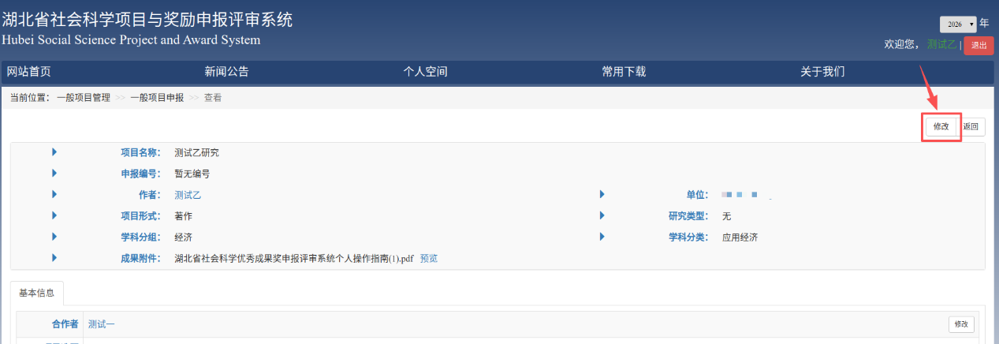 湖北省社会科学项目与奖励申报评审系统
Hubei Social Science Project and Award System
2026 年
欢迎您， 测试乙 | 退出
网站首页 新闻公告 个人空间 常用下载 关于我们
当前位置： 一般项目管理 >> 一般项目申报 >> 查看
修改 返回
项目名称： 测试乙研究
申报编号： 暂无编号
作者： 测试乙 单位：
项目形式： 著作 研究类型： 无
学科分组： 经济 学科分类： 应用经济
成果附件： 湖北省社会科学优秀成果奖申报评审系统个人操作指南(1).pdf 预览
基本信息
合作者 测试一 修改